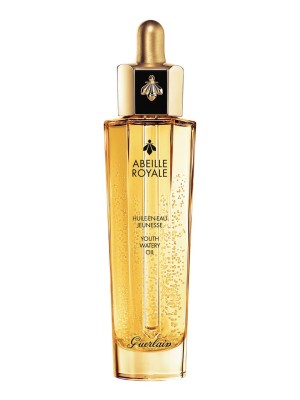 ABEILLE
ROYALE
HUILE-EN-EAU
JEUNESSE
YOUTH
WATERY
OIL
Guerlain